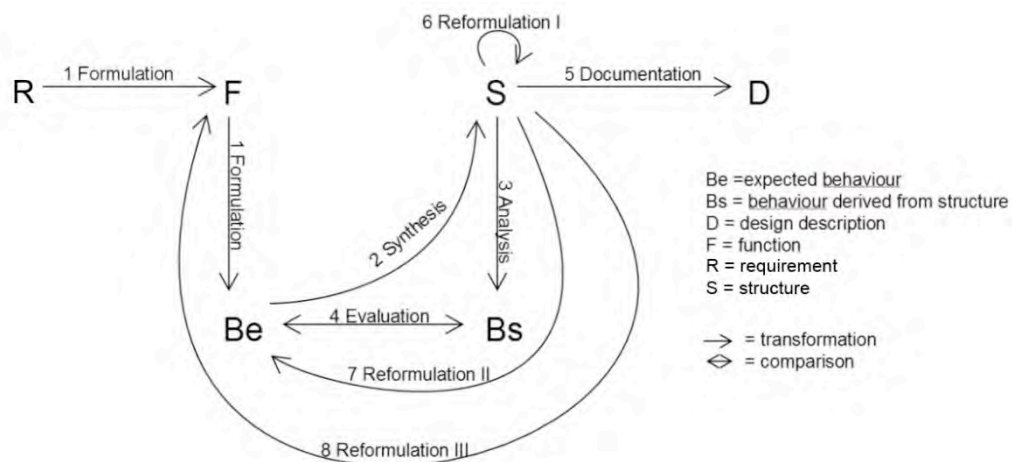 6 Reformulation I
1 Formulation
5 Documentation
R
F
S
D
1 Formulation
3 Analysis
2 Synthesis
Be
4 Evaluation
Bs
7 Reformulation II
8 Reformulation III
Be =expected behaviour
Bs = behaviour derived from structure
D = design description
F = function
R = requirement
S = structure
= transformation
= comparison